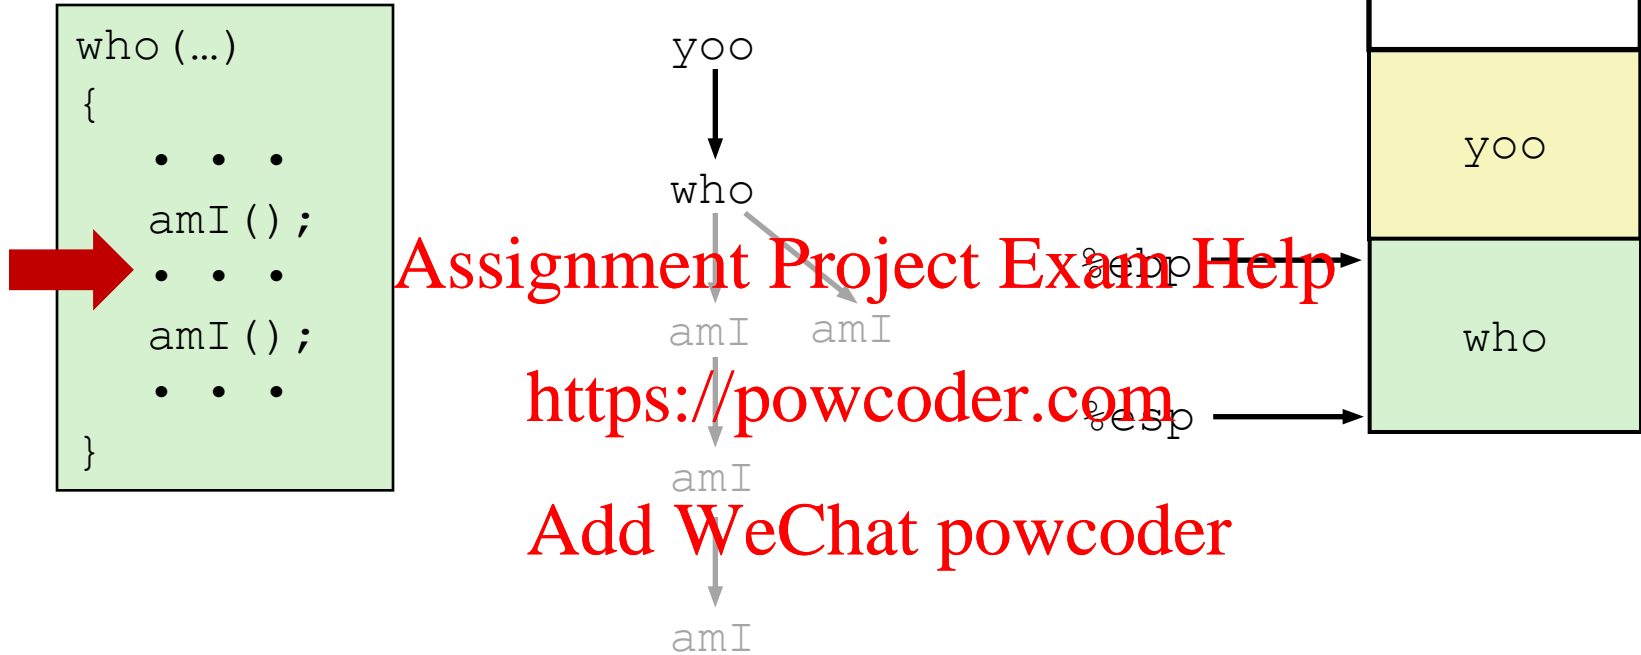 who(…)
{
• • •
amI();
• • •
amI();
• • •
}
yoo
who
amI amI
amI
amI
%ebp
%esp
yoo
who
Assignment Project Exam Help
https://powcoder.com
Add WeChat powcoder